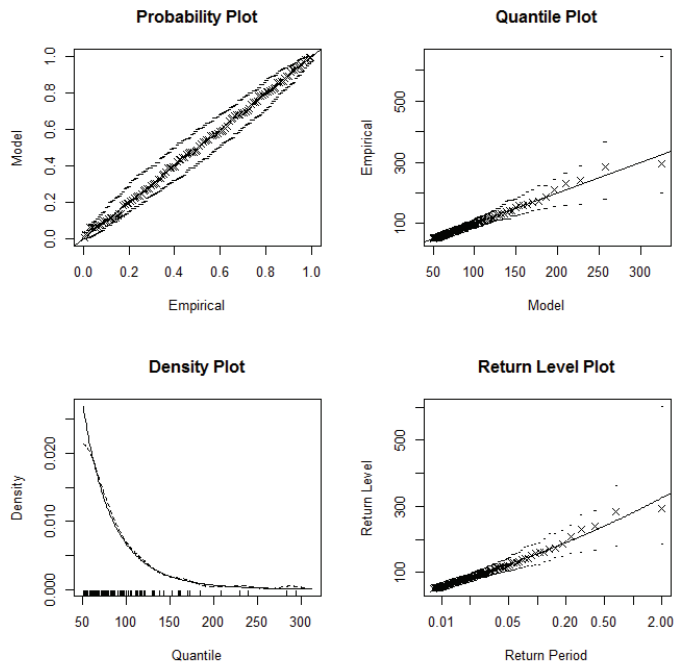 Probability Plot
Model
0.0 0.2 0.4 0.6 0.8 1.0
0.0 0.2 0.4 0.6 0.8 1.0
Empirical
Quantile Plot
Empirical
100 300 500
50 100 150 200 250 300
Model
Density Plot
Density
0.000 0.010 0.020
50 100 150 200 250 300
Quantile
Return Level Plot
Return Level
100 300 500
0.01 0.05 0.20 0.50 2.00
Return Period